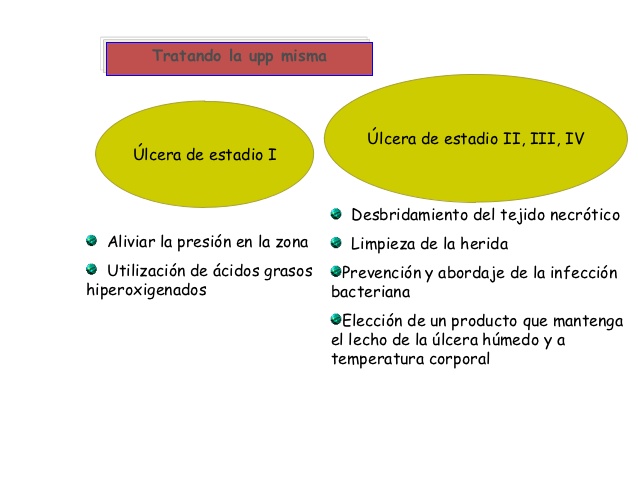 Tratando la upp misma
Úlcera de estadio I
Aliviar la presión en la zona
Utilización de ácidos grasos
hiperoxigenados
Úlcera de estadio II, III, IV
Desbridamiento del tejido necrótico
Limpieza de la herida
Prevención y abordaje de la infección
bacteriana
Elección de un producto que mantenga
el lecho de la úlcera húmedo y a
temperatura corporal